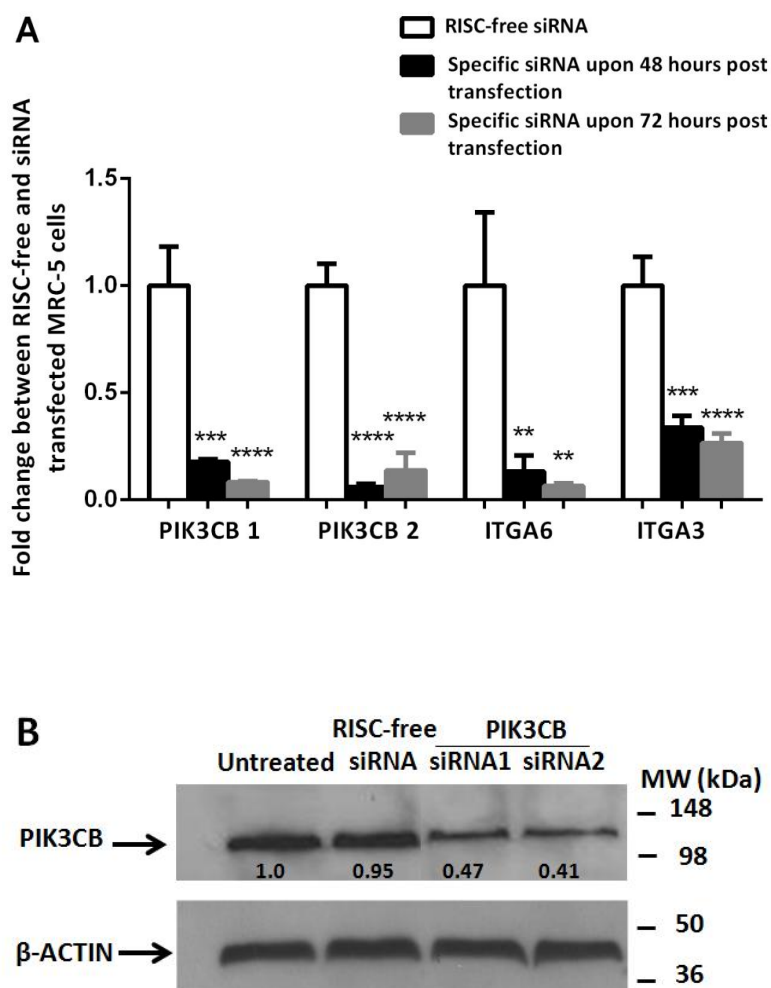 A
RISC-free siRNA
Specific siRNA upon 48 hours post
transfection
Specific siRNA upon 72 hours post
transfection
Fold change between RISC-free and siRNA
transfected MRC-5 cells
1.5
1.0
0.5
0.0
*** ****
**** ****
** **
*** ****
PIK3CB 1 PIK3CB 2 ITGA6 ITGA3
B
RISC-free PIK3CB
Untreated siRNA siRNA1 siRNA2
MW (kDa)
148
PIK3CB
98
1.0 0.95 0.47 0.41
50
β-ACTIN
36